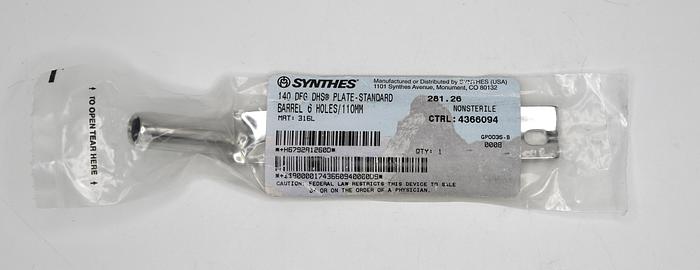 ↑ TO OPEN TEAR HERE ↑
SYNTHES®
Manufactured or Distributed by SYNTHES (USA)
1101 Synthes Avenue, Monument, CO 80132
140 DEG DHS® PLATE-STANDARD
281.26
BARREL 6 HOLES/110MM
NONSTERILE
MAT: 316L
CTRL: 4366094
GP0036-B
0008
QTY: 1
CAUTION: FEDERAL LAW RESTRICTS THIS DEVICE TO SALE
BY OR ON THE ORDER OF A PHYSICIAN.